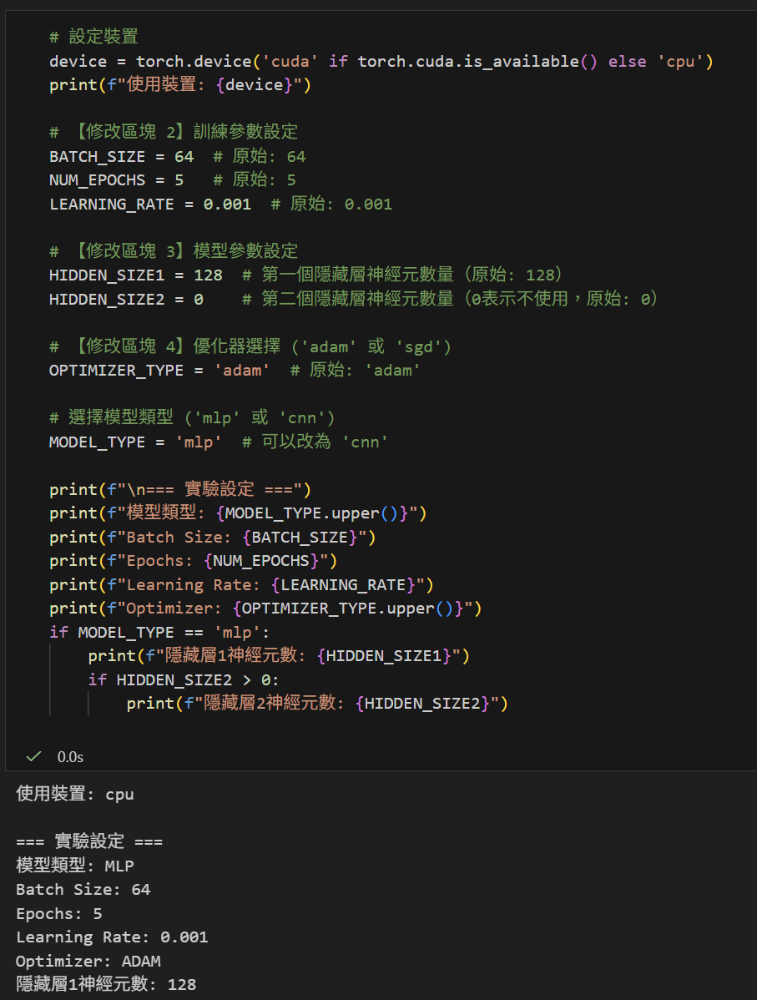 # 設定裝置
device = torch.device('cuda' if torch.cuda.is_available() else 'cpu')
print(f"使用裝置: {device}")
# 【修改區塊 2】訓練參數設定
BATCH_SIZE = 64  # 原始: 64
NUM_EPOCHS = 5   # 原始: 5
LEARNING_RATE = 0.001  # 原始: 0.001
# 【修改區塊 3】模型參數設定
HIDDEN_SIZE1 = 128  # 第一個隱藏層神經元數量（原始: 128）
HIDDEN_SIZE2 = 0    # 第二個隱藏層神經元數量（0表示不使用，原始: 0）
# 【修改區塊 4】優化器選擇 ('adam' 或 'sgd')
OPTIMIZER_TYPE = 'adam'  # 原始: 'adam'
# 選擇模型類型 ('mlp' 或 'cnn')
MODEL_TYPE = 'mlp'  # 可以改為 'cnn'
print(f"\n=== 實驗設定 ===")
print(f"模型類型: {MODEL_TYPE.upper()}")
print(f"Batch Size: {BATCH_SIZE}")
print(f"Epochs: {NUM_EPOCHS}")
print(f"Learning Rate: {LEARNING_RATE}")
print(f"Optimizer: {OPTIMIZER_TYPE.upper()}")
if MODEL_TYPE == 'mlp':
    print(f"隱藏層1神經元數: {HIDDEN_SIZE1}")
    if HIDDEN_SIZE2 > 0:
        print(f"隱藏層2神經元數: {HIDDEN_SIZE2}")
0.0s
使用裝置: cpu
=== 實驗設定 ===
模型類型: MLP
Batch Size: 64
Epochs: 5
Learning Rate: 0.001
Optimizer: ADAM
隱藏層1神經元數: 128